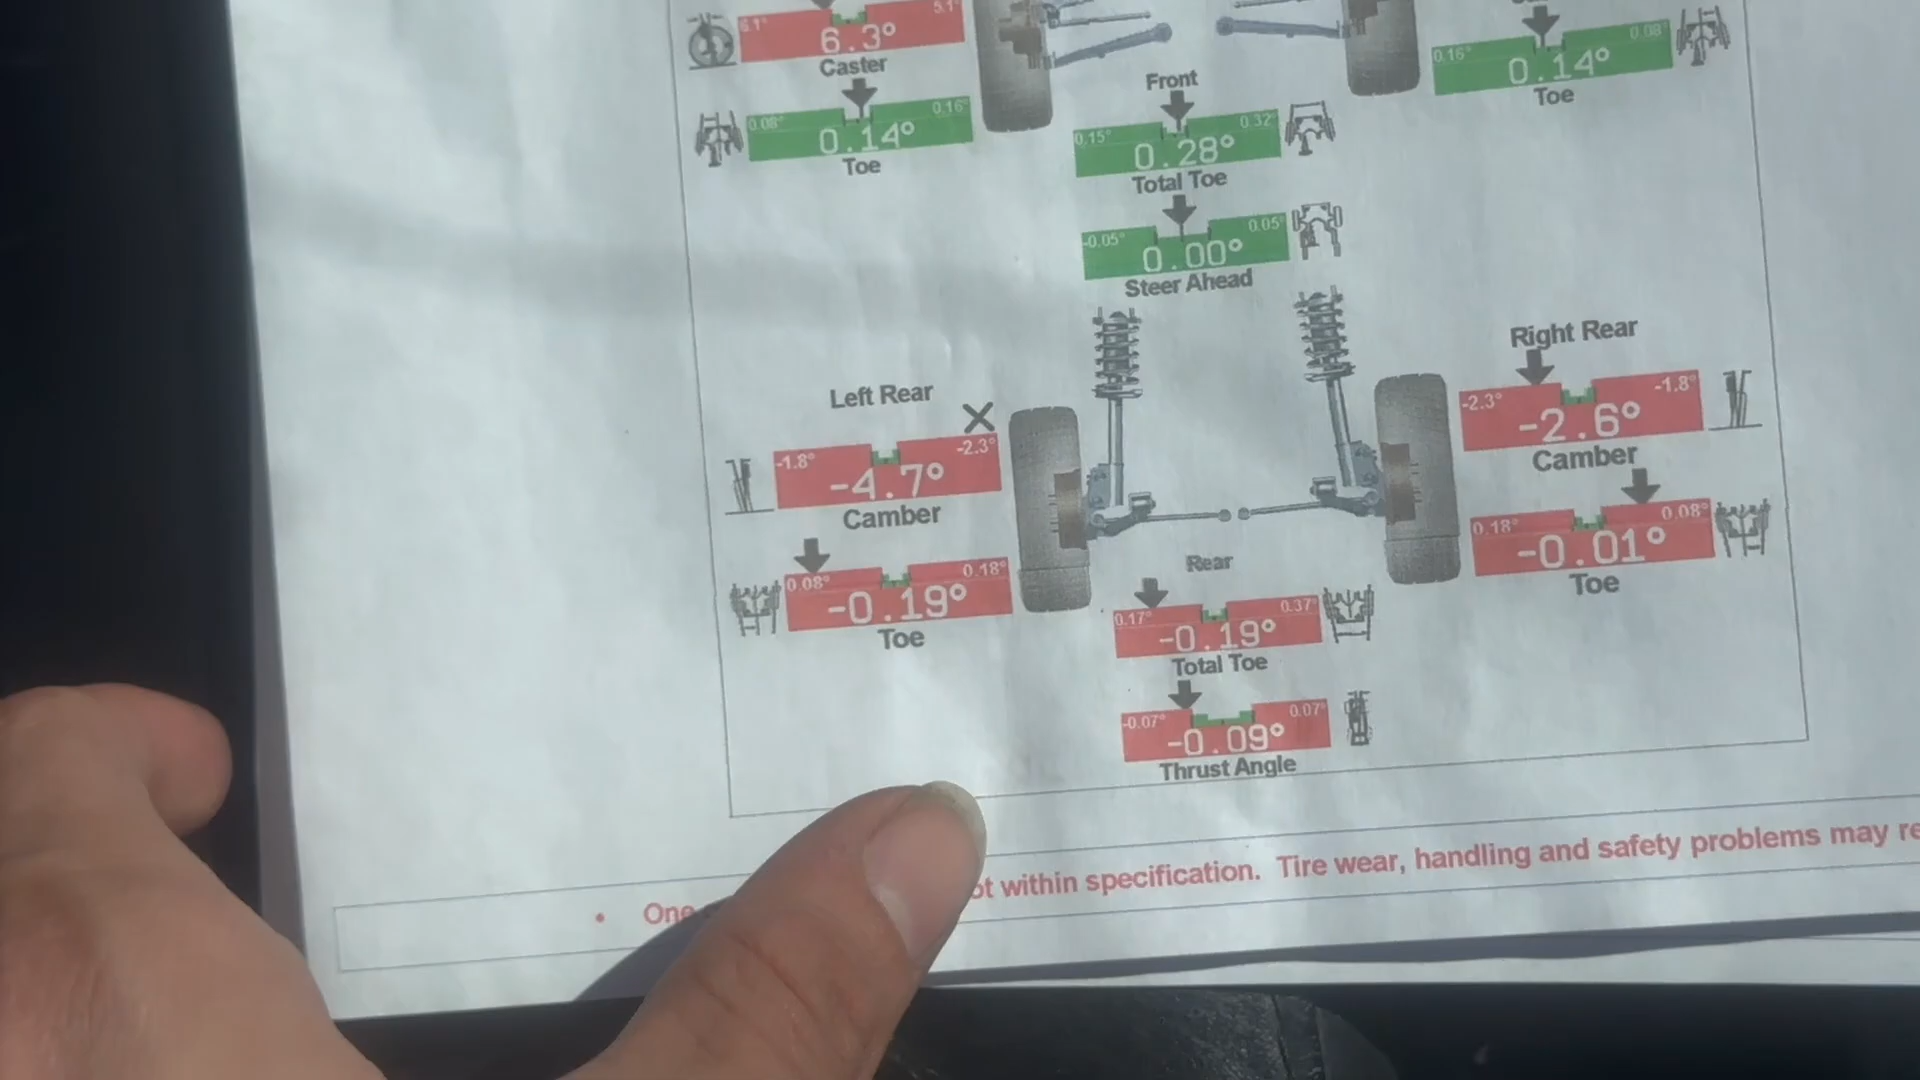 6.1° 5.1°
6.3°
Caster
0.08° 0.16°
0.14°
Toe
Front
0.15° 0.32°
0.28°
Total Toe
-0.05° 0.05°
0.00°
Steer Ahead
0.16° 0.08°
0.14°
Toe
Left Rear
-1.8° -2.3°
-4.7°
Camber
0.08° 0.18°
-0.19°
Toe
Rear
0.17° 0.37°
-0.19°
Total Toe
-0.07° 0.07°
-0.09°
Thrust Angle
Right Rear
-2.3° -1.8°
-2.6°
Camber
0.18° 0.08°
-0.01°
Toe
• One within specification. Tire wear, handling and safety problems may